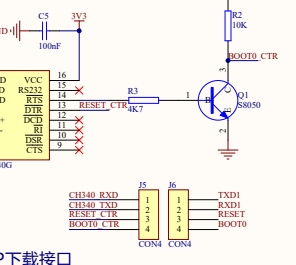 C5
3V3
100nF
R2
10K
BOOT0_CTR
VCC 16
RS232 15
RTS 14
DTR 13
DCD 12
RI 11
DSR 10
CTS 9
RESET_CTR
R3
4K7
1
3
B
C
E
2
Q1
S8050
J5
J6
CH340_RXD 1
CH340_TXD 2
RESET_CTR 3
BOOT0_CTR 4
CON4
1 TXD1
2 RXD1
3 RESET
4 BOOT0
CON4
下载接口